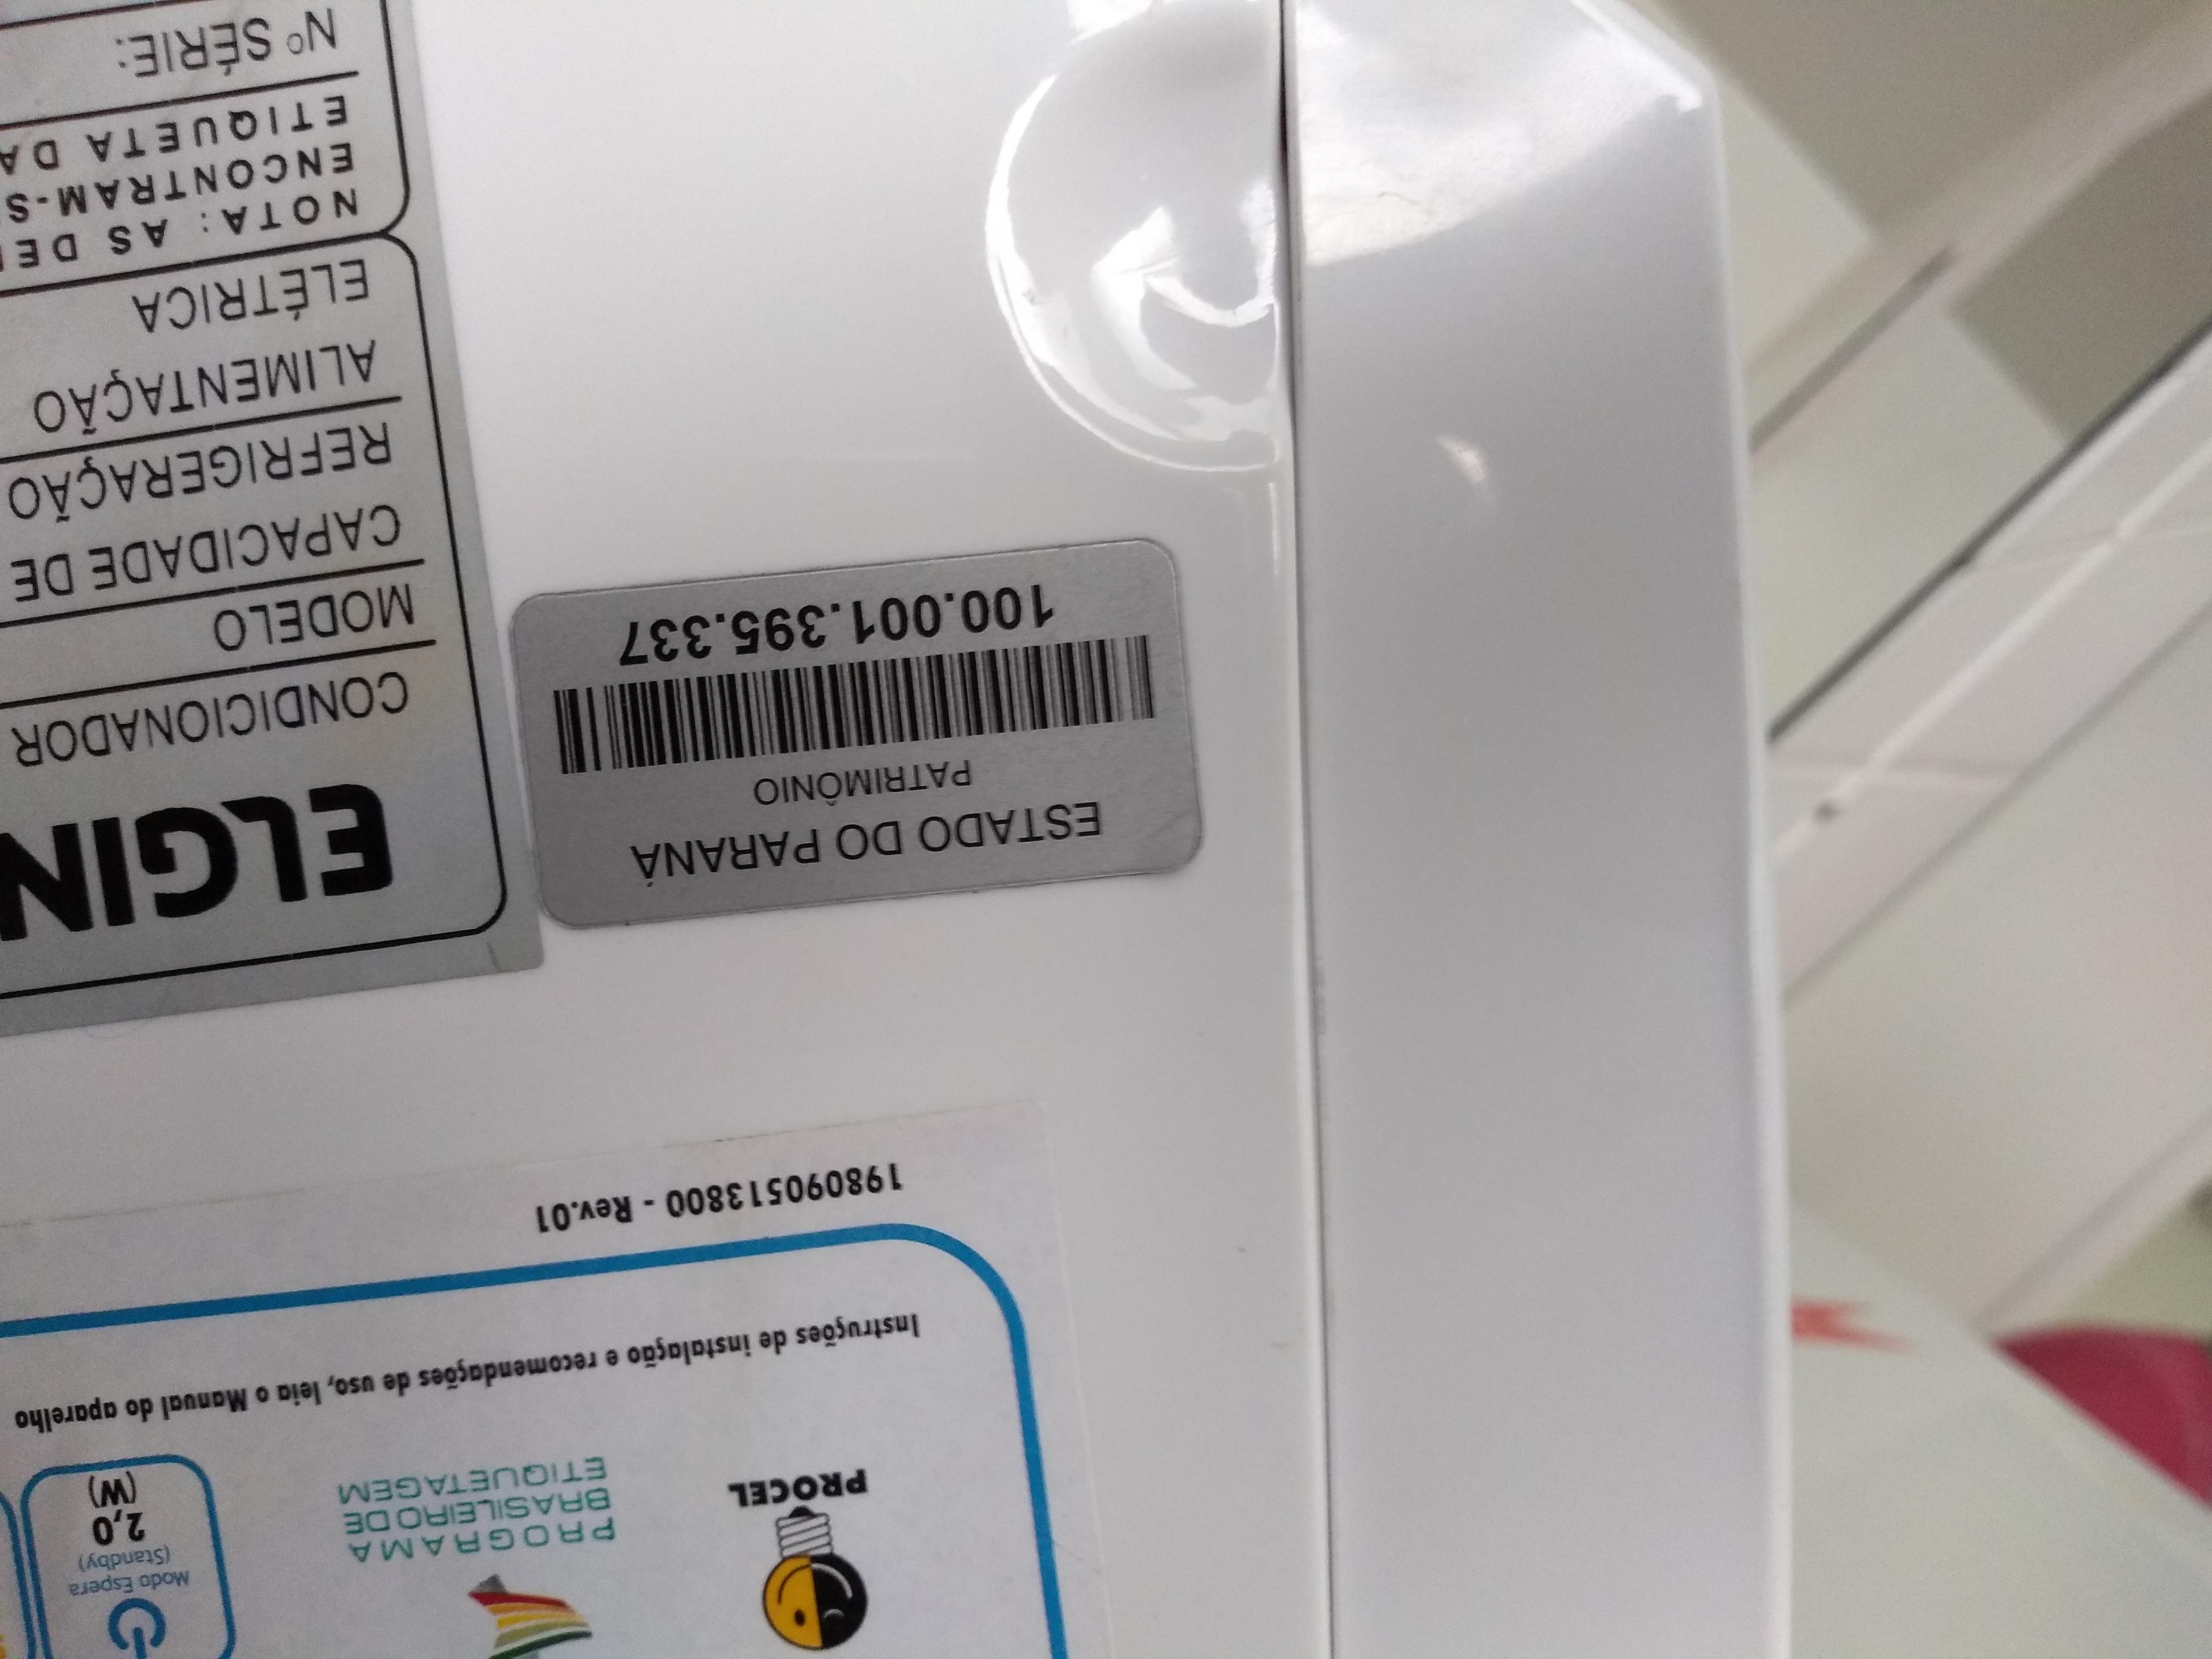 Modo Espera
(Standby)
2,0
(W)
PROGRAMA
BRASILEIRO DE
ETIQUETAGEM
PROCEL
Instruções de instalação e recomendações de uso, leia o Manual do aparelho
198090513800 - Rev.01
ESTADO DO PARANÁ
PATRIMÔNIO
100.001.395.337
ELGIN
CONDICIONADOR
MODELO
CAPACIDADE DE
REFRIGERAÇÃO
ALIMENTAÇÃO
ELÉTRICA
NOTA: AS
ENCONTRAM-S
ETIQUETA DA
Nº SÉRIE: